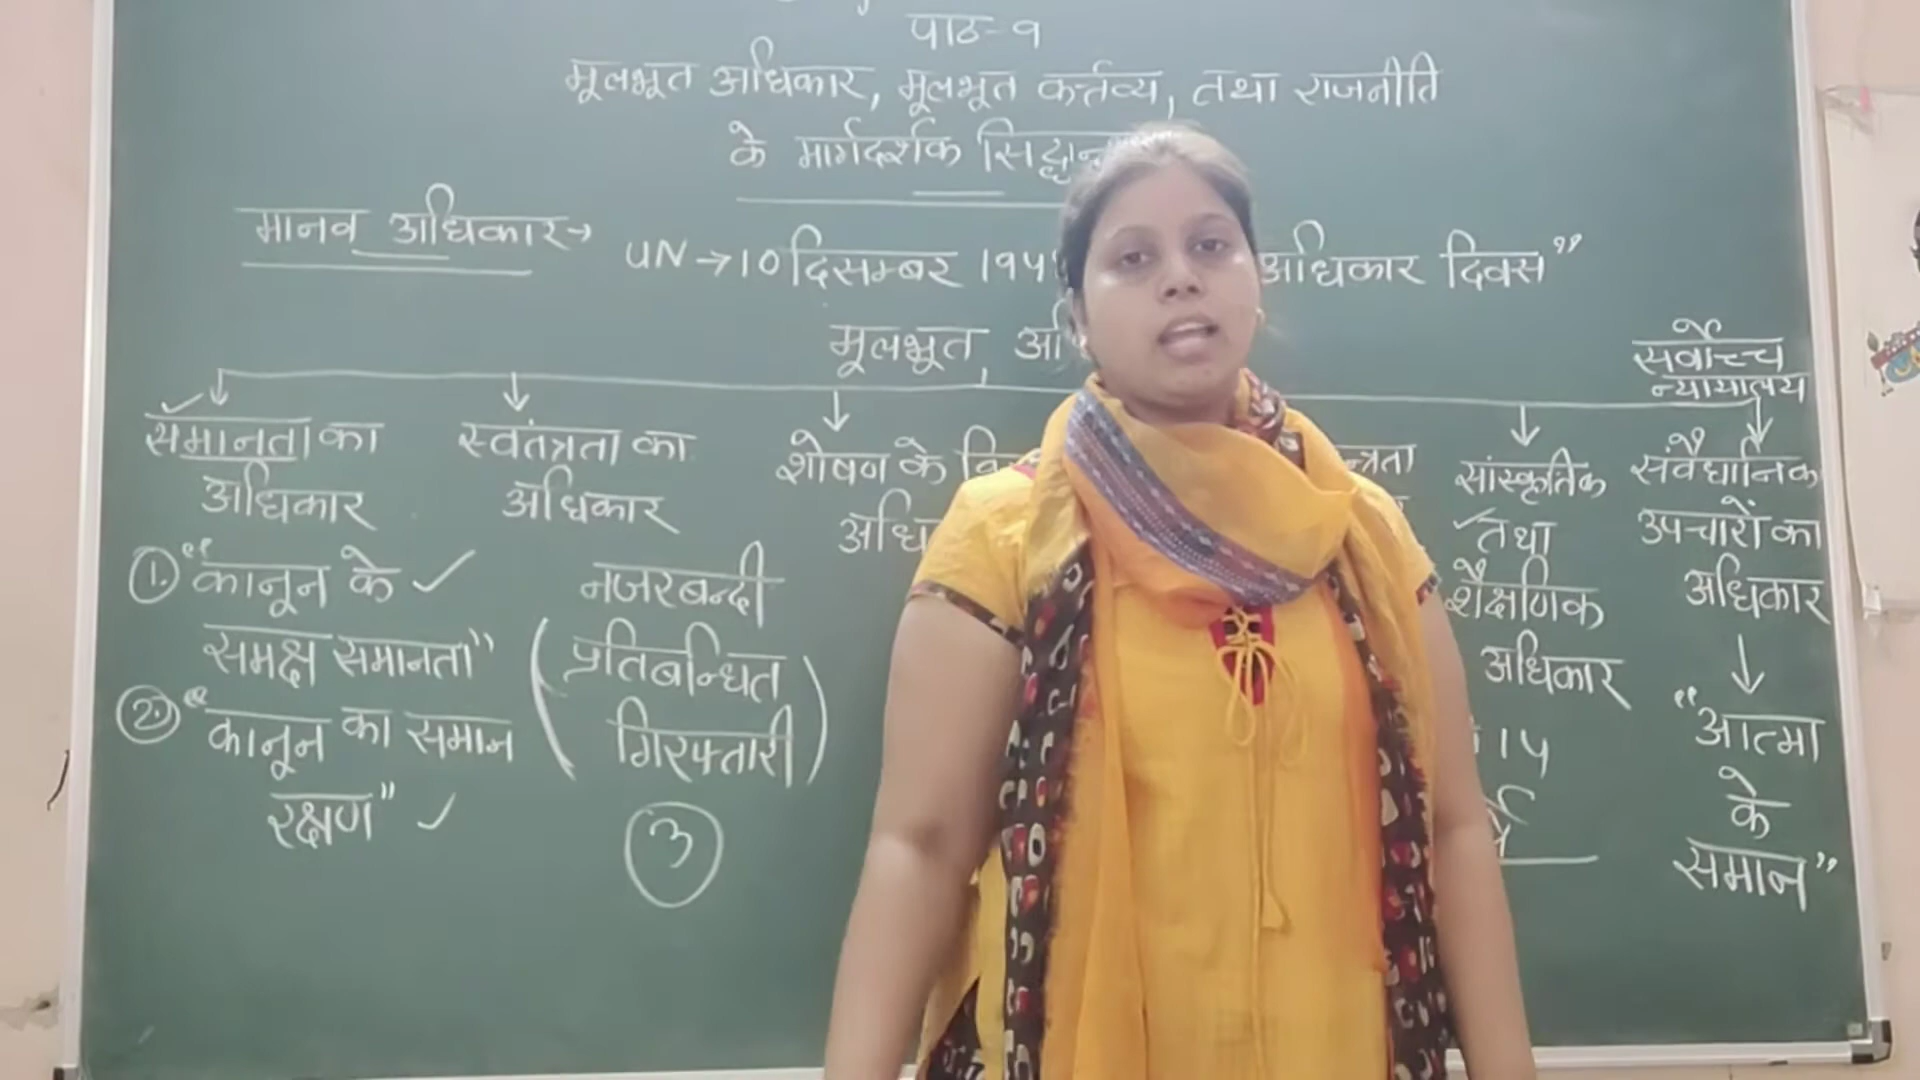 पाठ-१
मूलभूत अधिकार, मूलभूत कर्त्तव्य, तथा राजनीति
के मार्गदर्शक
मानव अधिकार→
UN→10 दिसम्बर अधिकार दिवस”
मूलभूत
सर्वोच्च
न्यायालय
समानता का
अधिकार
①“कानून के ✓
समक्ष समानता”
②“कानून का समान
रक्षण” ✓
स्वतंत्रता का
अधिकार
नजरबन्दी
(प्रतिबन्धित
गिरफ्तारी)
3
शोषण के
सांस्कृतिक
तथा
शैक्षणिक
अधिकार
संवैधानिक
उपचारों का
अधिकार
↓
“आत्मा
के
समान”